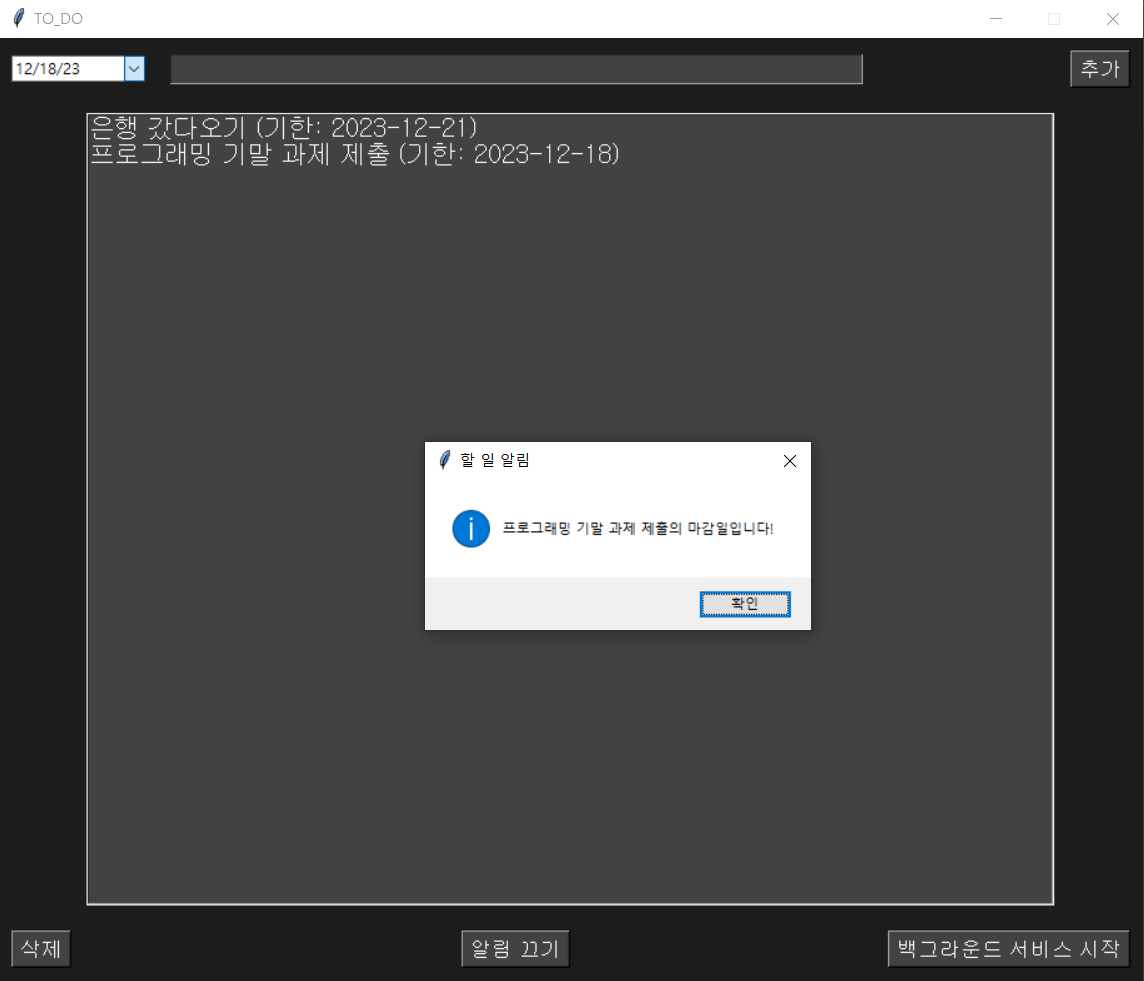 TO_DO
12/18/23
추가
은행 갔다오기 (기한: 2023-12-21)
프로그래밍 기말 과제 제출 (기한: 2023-12-18)
할 일 알림
프로그래밍 기말 과제 제출의 마감일입니다!
확인
삭제
알럼 끄기
백그라운드 서비스 시작